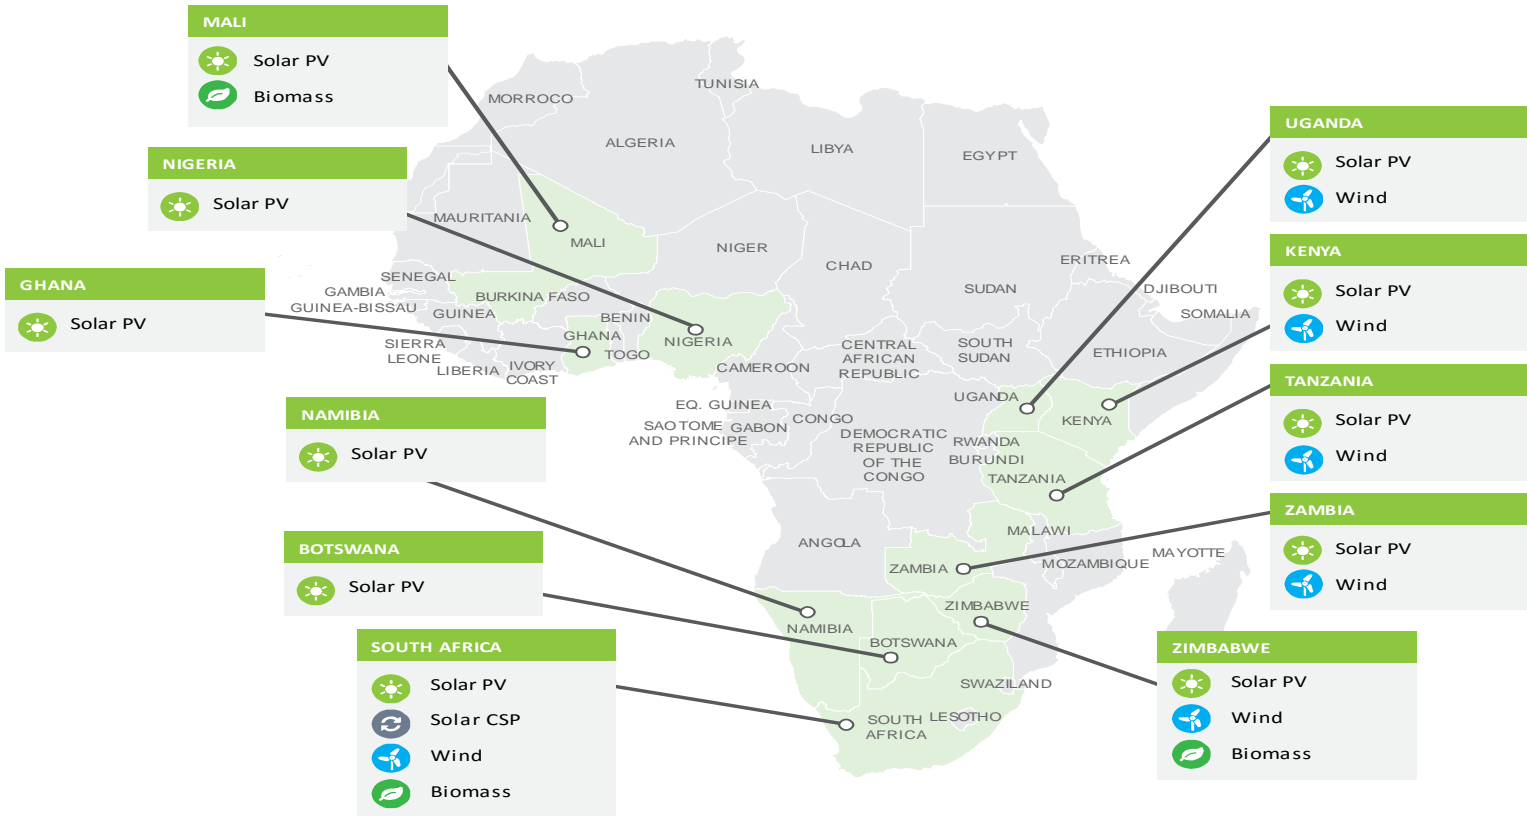 MALI
Solar PV
Biomass
NIGERIA
Solar PV
GHANA
Solar PV
NAMIBIA
Solar PV
BOTSWANA
Solar PV
SOUTH AFRICA
Solar PV
Solar CSP
Wind
Biomass
TUNISIA
MORROCO
ALGERIA
LIBYA
EGYPT
MAURITANIA
MALI
NIGER
CHAD
ERITREA
SENEGAL
SUDAN
GAMBIA
DJIBOUTI
GUINEA-BISSAU
BURKINA FASO
GUINEA
BENIN
SOMALIA
SIERRA
LEONE
GHANA
NIGERIA
TOGO
CENTRAL
AFRICAN
REPUBLIC
SOUTH
SUDAN
ETHIOPIA
LIBERIA
IVORY
COAST
CAMEROON
UGANDA
EQ. GUINEA
KENYA
SAO TOME
AND PRINCIPE
GABON
CONGO
DEMOCRATIC
REPUBLIC
OF THE
CONGO
RWANDA
BURUNDI
TANZANIA
MALAWI
ANGOLA
MAYOTTE
ZAMBIA
MOZAMBIQUE
ZIMBABWE
NAMIBIA
BOTSWANA
SWAZILAND
SOUTH
AFRICA
LESOTHO
UGANDA
Solar PV
Wind
KENYA
Solar PV
Wind
TANZANIA
Solar PV
Wind
ZAMBIA
Solar PV
Wind
ZIMBABWE
Solar PV
Wind
Biomass